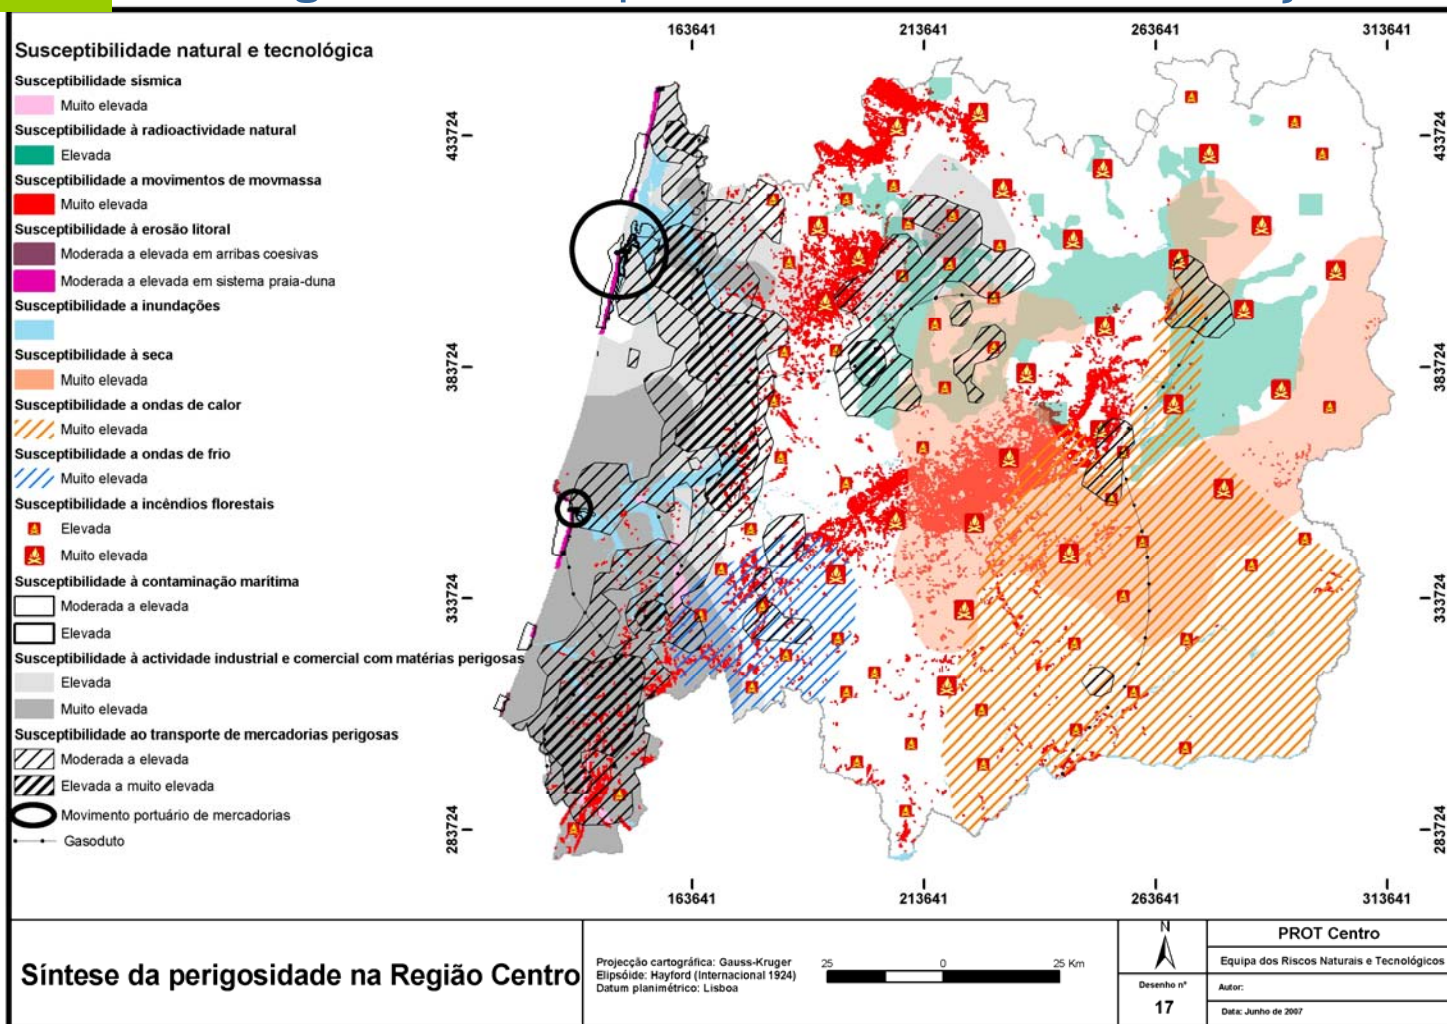 163641
213641
263641
313641
Susceptibilidade natural e tecnológica
Susceptibilidade sísmica
Muito elevada
Susceptibilidade à radioactividade natural
Elevada
Susceptibilidade a movimentos de movmassa
Muito elevada
Susceptibilidade à erosão litoral
Moderada a elevada em arribas coesivas
Moderada a elevada em sistema praia-duna
Susceptibilidade a inundações
Susceptibilidade à seca
Muito elevada
Susceptibilidade a ondas de calor
Muito elevada
Susceptibilidade a ondas de frio
Muito elevada
Susceptibilidade a incêndios florestais
Elevada
Muito elevada
Susceptibilidade à contaminação marítima
Moderada a elevada
Elevada
Susceptibilidade à actividade industrial e comercial com matérias perigosas
Elevada
Muito elevada
Susceptibilidade ao transporte de mercadorias perigosas
Moderada a elevada
Elevada a muito elevada
Movimento portuário de mercadorias
Gasoduto
433724
383724
333724
283724
433724
383724
333724
283724
163641
213641
263641
313641
Síntese da perigosidade na Região Centro
Projecção cartográfica: Gauss-Kruger
Elipsóide: Hayford (Internacional 1924)
Datum planimétrico: Lisboa
25 0 25 Km
N
Desenho nº
17
PROT Centro
Equipa dos Riscos Naturais e Tecnológicos
Autor:
Data: Junho de 2007